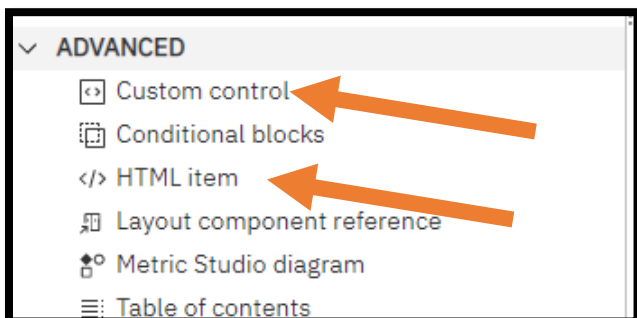 ADVANCED
Custom control
Conditional blocks
HTML item
Layout component reference
Metric Studio diagram
Table of contents